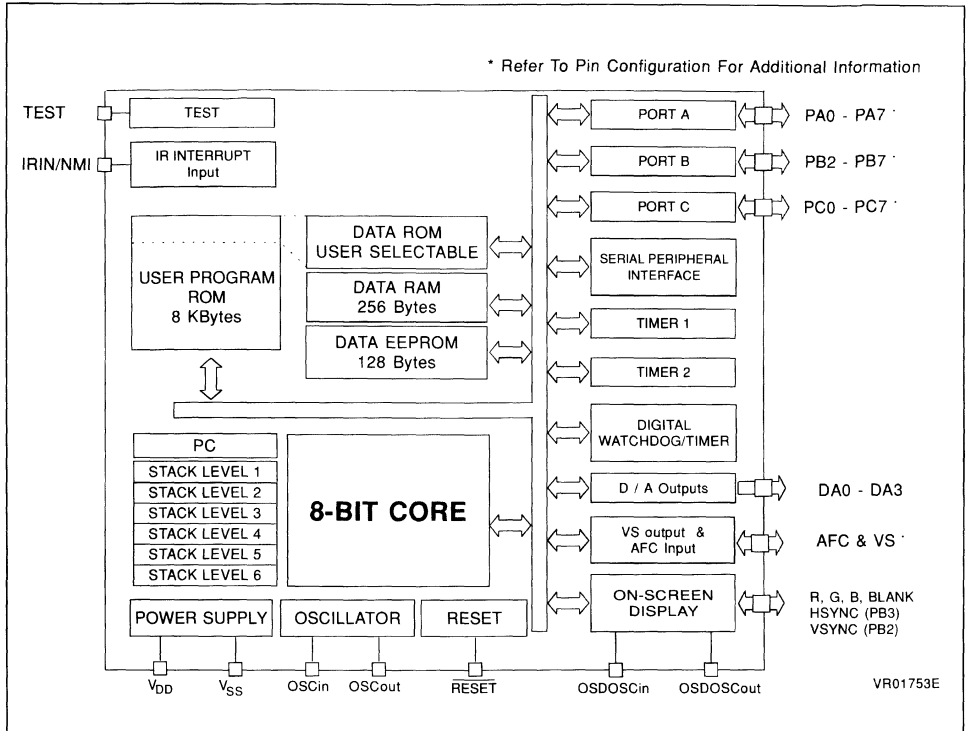 * Refer To Pin Configuration For Additional Information
TEST
TEST
IRIN/NMI
IR INTERRUPT
Input
USER PROGRAM
ROM
8 KBytes
DATA ROM
USER SELECTABLE
DATA RAM
256 Bytes
DATA EEPROM
128 Bytes
PC
STACK LEVEL 1
STACK LEVEL 2
STACK LEVEL 3
STACK LEVEL 4
STACK LEVEL 5
STACK LEVEL 6
8-BIT CORE
POWER SUPPLY
OSCILLATOR
RESET
PORT A
PA0 - PA7 *
PORT B
PB2 - PB7 *
PORT C
PC0 - PC7 *
SERIAL PERIPHERAL
INTERFACE
TIMER 1
TIMER 2
DIGITAL
WATCHDOG/TIMER
D / A Outputs
DA0 - DA3
VS output &
AFC Input
AFC & VS *
ON-SCREEN
DISPLAY
R, G, B, BLANK
HSYNC (PB3)
VSYNC (PB2)
VDD
VSS
OSCin
OSCout
RESET
OSDOSCin
OSDOSCout
VR01753E